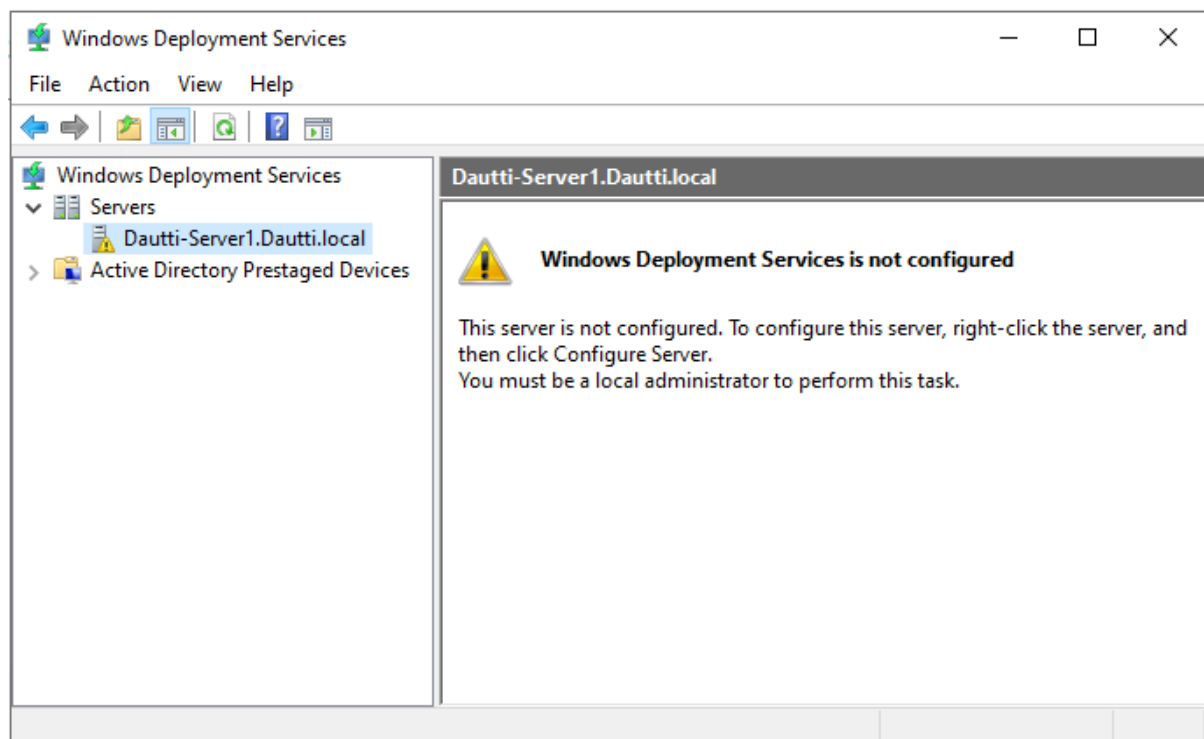 Windows Deployment Services
File Action View Help
Windows Deployment Services
Servers
Dautti-Server1.Dautti.local
Active Directory Prestaged Devices
Dautti-Server1.Dautti.local
Windows Deployment Services is not configured
This server is not configured. To configure this server, right-click the server, and
then click Configure Server.
You must be a local administrator to perform this task.